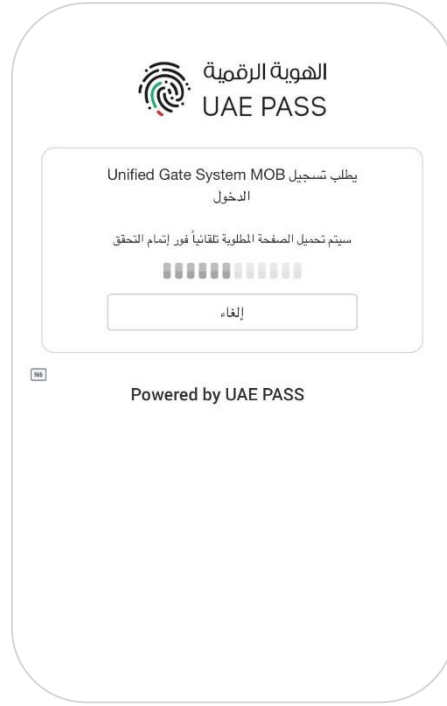 الهوية الرقمية
UAE PASS
يطلب تسجيل Unified Gate System MOB
الدخول
سيتم تحميل الصفحة المطلوبة تلقائياً فور إتمام التحقق
إلغاء
N6
Powered by UAE PASS